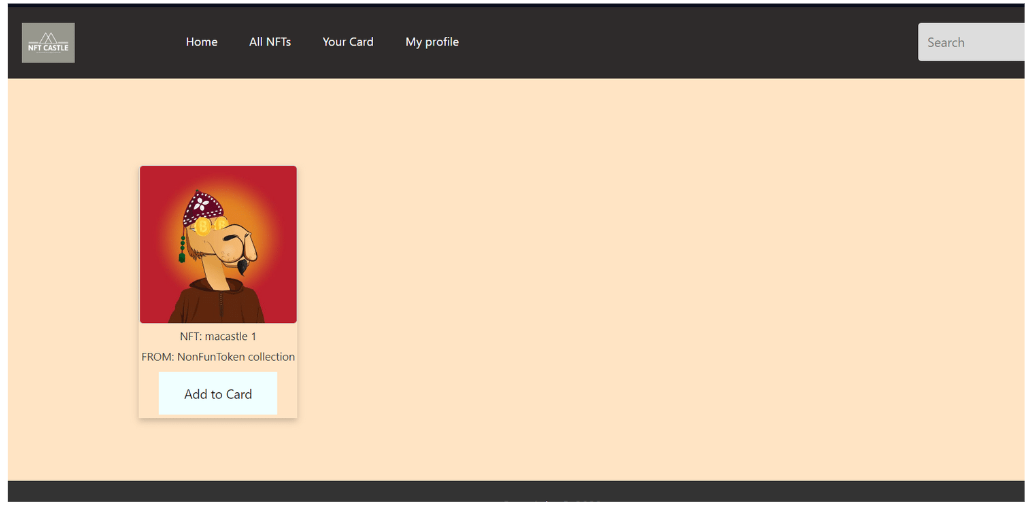 NFT CASTLE
Home All NFTs Your Card My profile
Search
NFT: macastle 1
FROM: NonFunToken collection
Add to Card